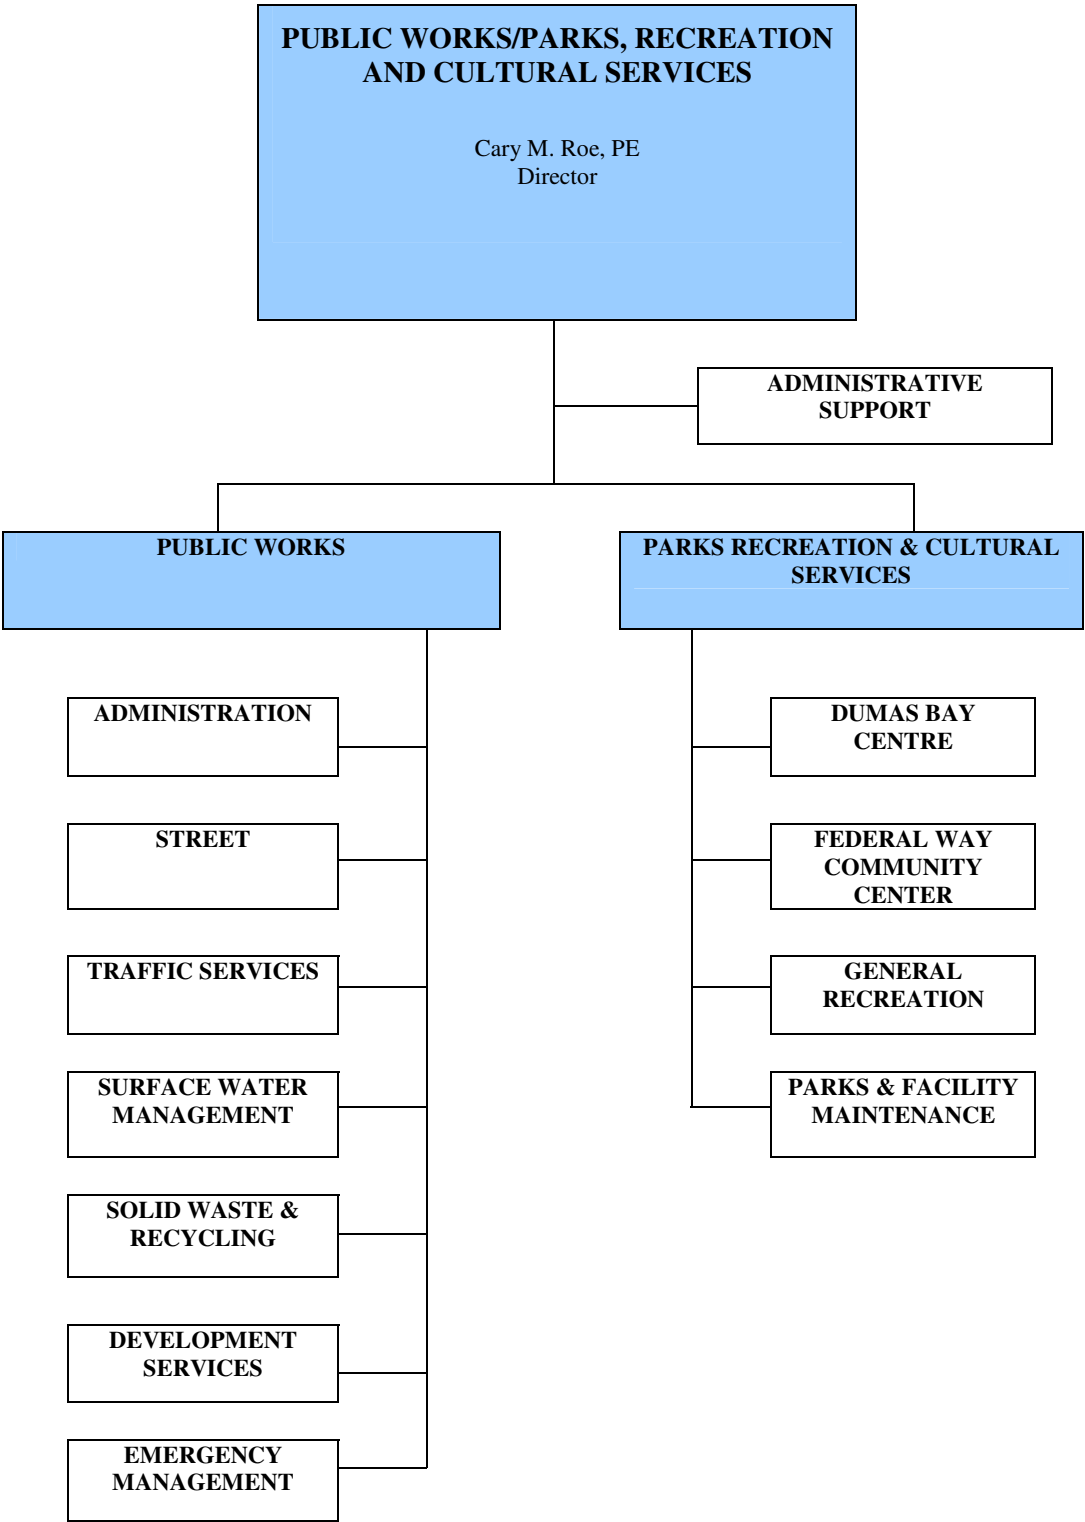 PUBLIC WORKS/PARKS, RECREATION
AND CULTURAL SERVICES
Cary M. Roe, PE
Director
ADMINISTRATIVE
SUPPORT
PUBLIC WORKS
PARKS RECREATION & CULTURAL
SERVICES
ADMINISTRATION
STREET
TRAFFIC SERVICES
SURFACE WATER
MANAGEMENT
SOLID WASTE &
RECYCLING
DEVELOPMENT
SERVICES
EMERGENCY
MANAGEMENT
DUMAS BAY
CENTRE
FEDERAL WAY
COMMUNITY
CENTER
GENERAL
RECREATION
PARKS & FACILITY
MAINTENANCE